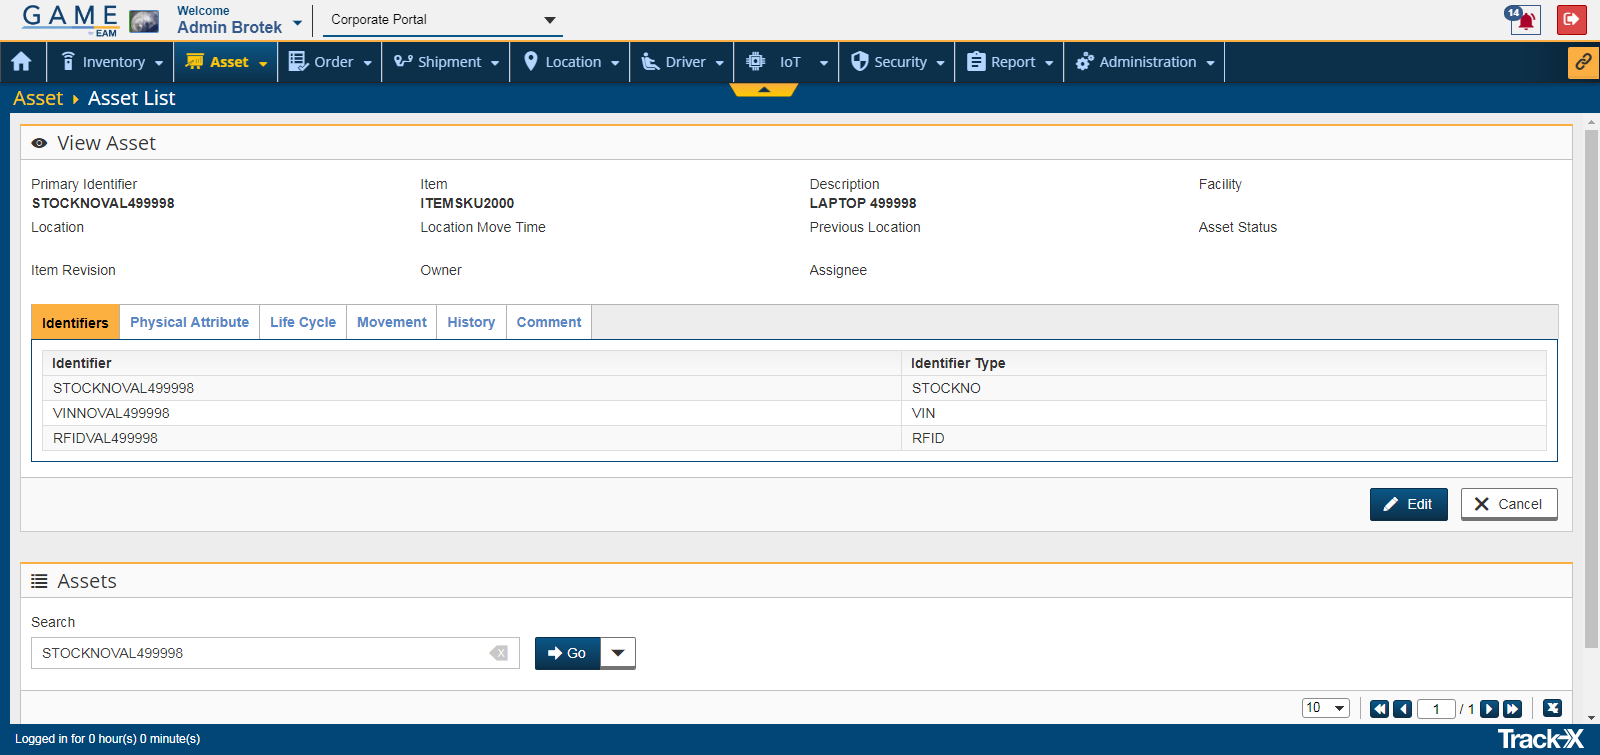 GAME
by EAM
Welcome
Admin Brotek
Corporate Portal
14
Inventory
Asset
Order
Shipment
Location
Driver
IoT
Security
Report
Administration
Asset Asset List
View Asset
Primary Identifier Item Description Facility
STOCKNOVAL499998 ITEMSKU2000 LAPTOP 499998
Location Location Move Time Previous Location Asset Status
Item Revision Owner Assignee
Identifiers Physical Attribute Life Cycle Movement History Comment
Identifier Identifier Type
STOCKNOVAL499998 STOCKNO
VINNOVAL499998 VIN
RFIDVAL499998 RFID
Edit Cancel
Assets
Search
STOCKNOVAL499998 Go
10 1 / 1
Logged in for 0 hour(s) 0 minute(s)
Track-X